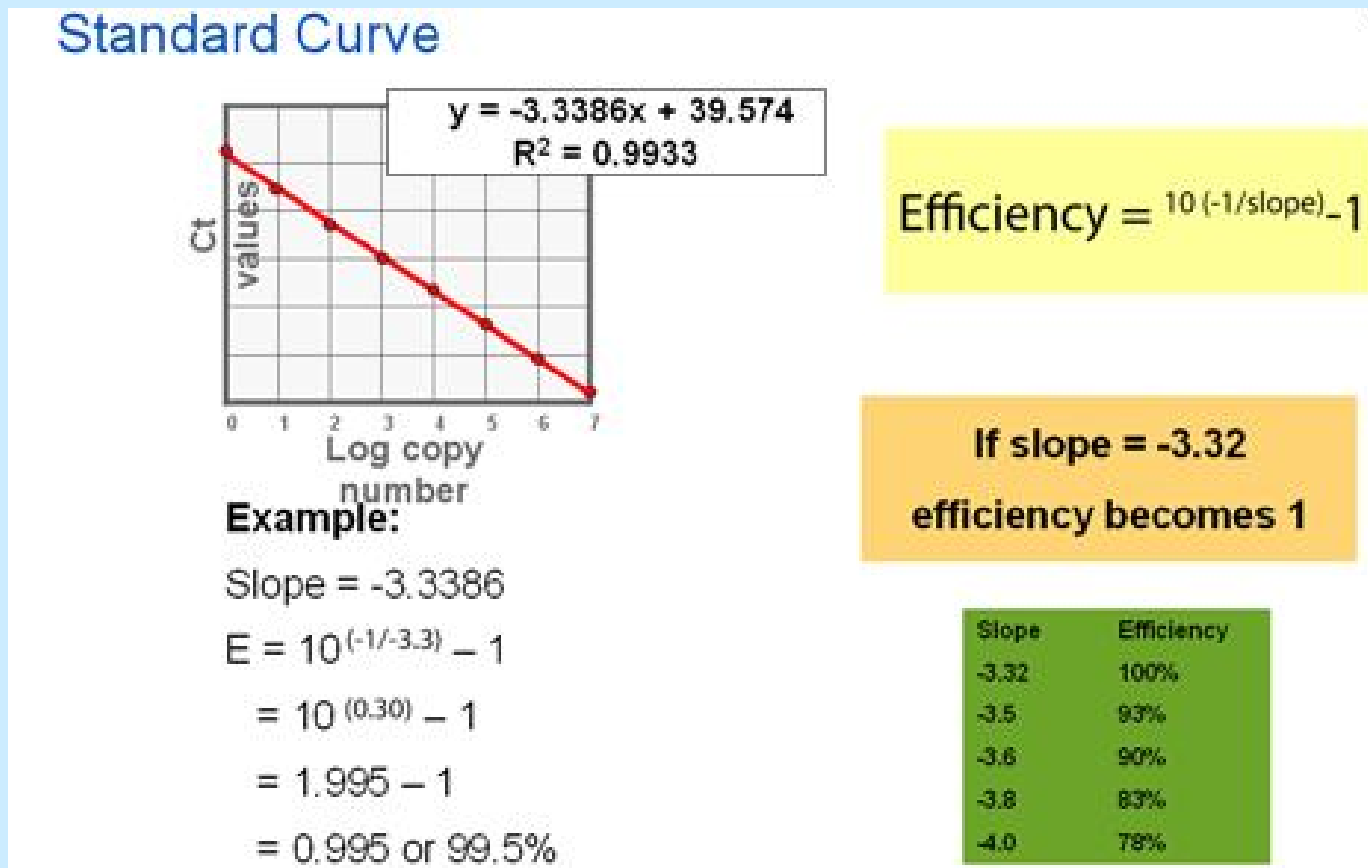 Standard Curve
y = -3.3386x + 39.574
R² = 0.9933
Ct
values
0 1 2 3 4 5 6 7
Log copy
number
Example:
Slope = -3.3386
E = 10^(-1/-3.3) – 1
= 10^(0.30) – 1
= 1.995 – 1
= 0.995 or 99.5%
Efficiency = ^10 (-1/slope)-1
If slope = -3.32
efficiency becomes 1
Slope Efficiency
-3.32 100%
-3.5 93%
-3.6 90%
-3.8 83%
-4.0 78%